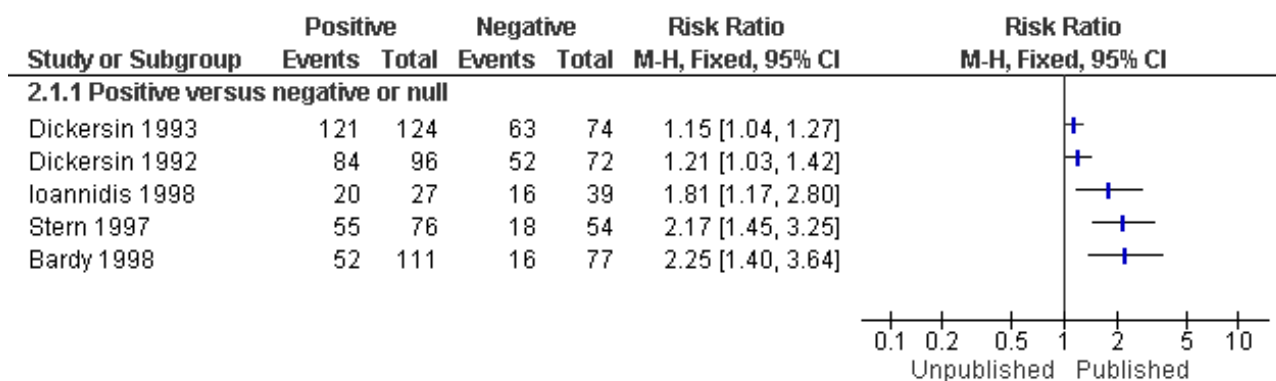 Positive Negative Risk Ratio Risk Ratio
Study or Subgroup Events Total Events Total M-H, Fixed, 95% CI M-H, Fixed, 95% CI
2.1.1 Positive versus negative or null
Dickersin 1993 121 124 63 74 1.15 [1.04, 1.27]
Dickersin 1992 84 96 52 72 1.21 [1.03, 1.42]
Ioannidis 1998 20 27 16 39 1.81 [1.17, 2.80]
Stern 1997 55 76 18 54 2.17 [1.45, 3.25]
Bardy 1998 52 111 16 77 2.25 [1.40, 3.64]
0.1 0.2 0.5 1 2 5 10
Unpublished Published